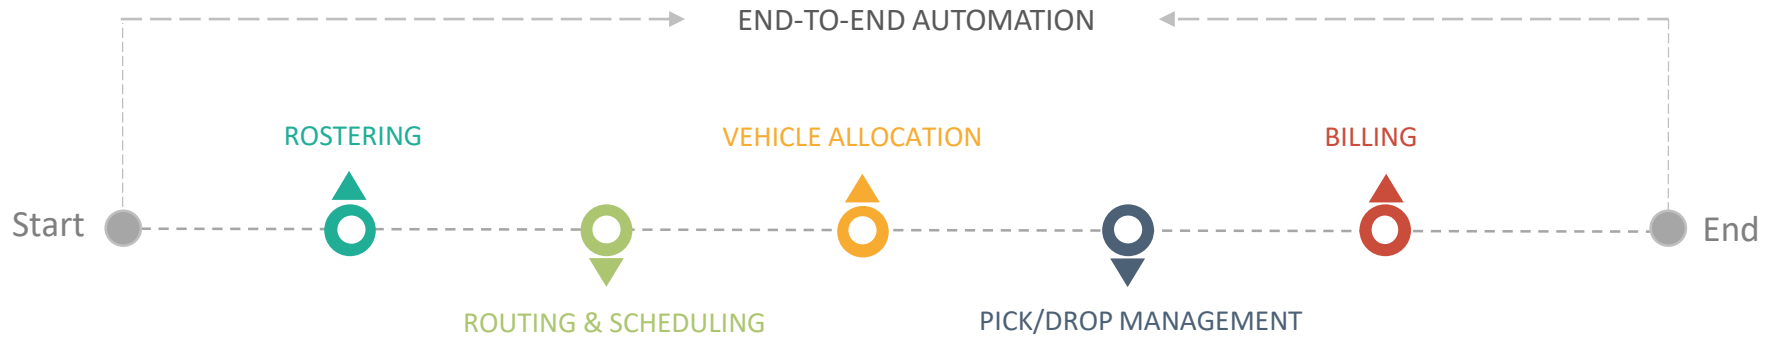 END-TO-END AUTOMATION
ROSTERING
VEHICLE ALLOCATION
BILLING
Start
End
ROUTING & SCHEDULING
PICK/DROP MANAGEMENT